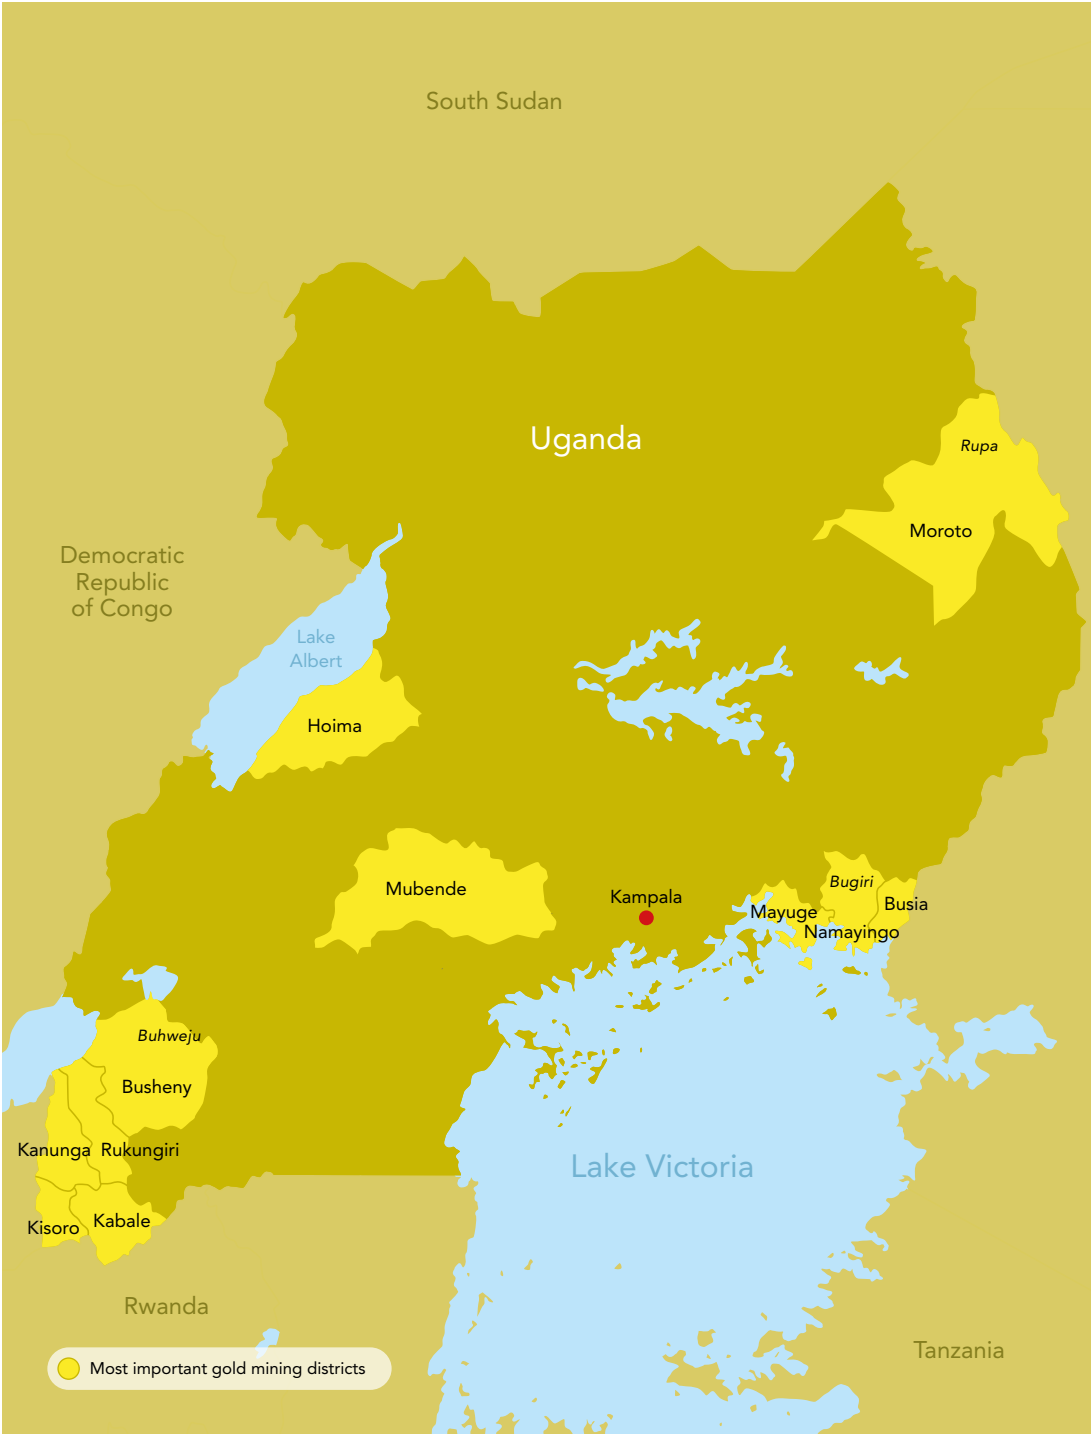 South Sudan
Uganda
Rupa
Moroto
Democratic
Republic
of Congo
Lake
Albert
Hoima
Mubende
Kampala
Bugiri
Mayuge
Busia
Namayingo
Buhweju
Busheny
Kanunga
Rukungiri
Lake Victoria
Kisoro
Kabale
Rwanda
Tanzania
Most important gold mining districts